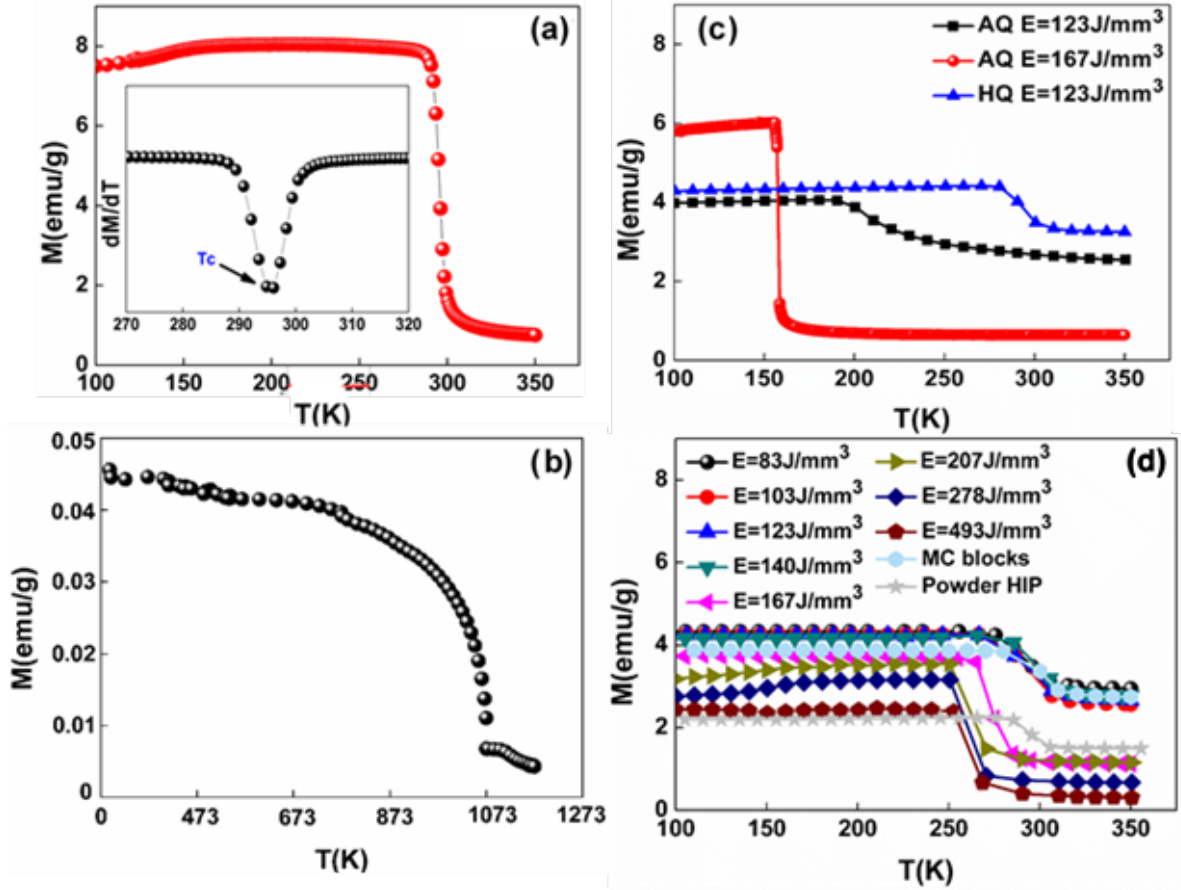 (a)
M(emu/g)
8
6
4
2
0
100
150
200
250
300
350
T(K)
dM/dT
Tc
270
280
290
300
310
320
(c)
AQ E=123J/mm³
AQ E=167J/mm³
HQ E=123J/mm³
M(emu/g)
8
6
4
2
0
100
150
200
250
300
350
T(K)
(b)
M(emu/g)
0.05
0.04
0.03
0.02
0.01
0
0
473
673
873
1073
1273
T(K)
(d)
E=83J/mm³
E=103J/mm³
E=123J/mm³
E=140J/mm³
E=167J/mm³
E=207J/mm³
E=278J/mm³
E=493J/mm³
MC blocks
Powder HIP
M(emu/g)
8
6
4
2
0
100
150
200
250
300
350
T(K)